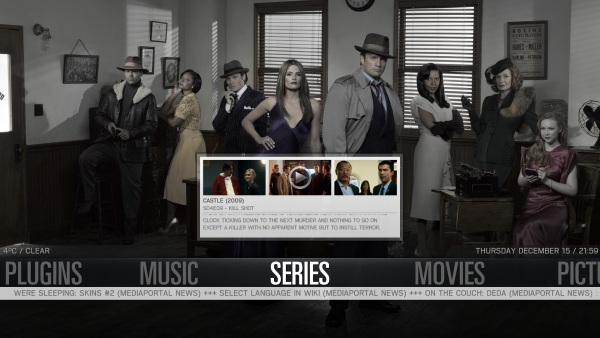 CASTLE (2009)
S04E09 - KILL SHOT
CLOCK TICKING DOWN TO THE NEXT MURDER AND NOTHING TO GO ON
EXCEPT A KILLER WITH NO APPARENT MOTIVE BUT TO INSTILL TERROR.
4°C / CLEAR
THURSDAY DECEMBER 15 / 21:59
PLUGINS MUSIC SERIES MOVIES PICTU
WERE SLEEPING: SKINS #2 (MEDIAPORTAL NEWS) +++ SELECT LANGUAGE IN WIKI (MEDIAPORTAL NEWS) +++ ON THE COUCH: DEDA (MEDIAPORTAL NEWS)